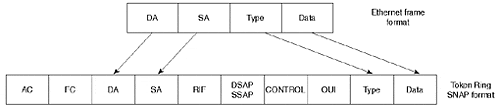 DA SA Type Data
Ethernet frame
format
AC FC DA SA RIF DSAP
SSAP CONTROL OUI Type Data
Token Ring
SNAP format